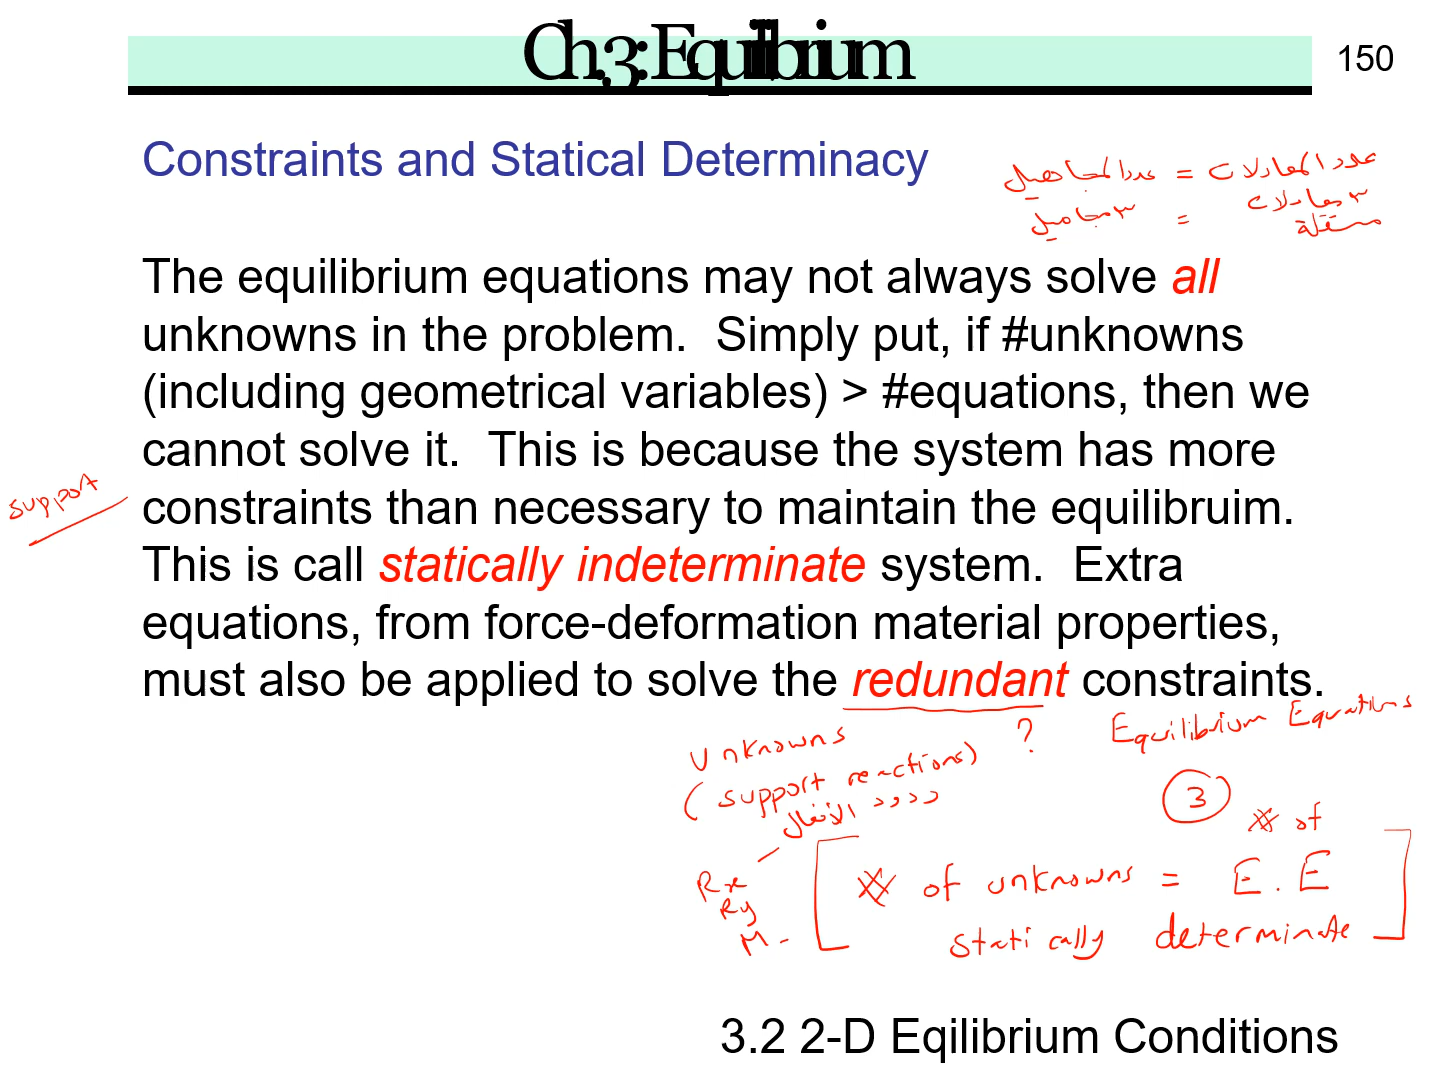 Ch.3: Equilibrium
150
Constraints and Statical Determinacy
عدد المعادلات = عدد المجاهيل
٣ معادلات = ٣ مجاهيل
مستقلة
The equilibrium equations may not always solve all
unknowns in the problem. Simply put, if #unknowns
(including geometrical variables) > #equations, then we
cannot solve it. This is because the system has more
support
constraints than necessary to maintain the equilibruim.
This is call statically indeterminate system. Extra
equations, from force-deformation material properties,
must also be applied to solve the redundant constraints.
unknowns ? Equilibrium Equations
(support reactions)
ردود الأفعال
3
# of
Rx
Ry
M
# of unknowns = E.E
statically determinate
3.2 2-D Eqilibrium Conditions